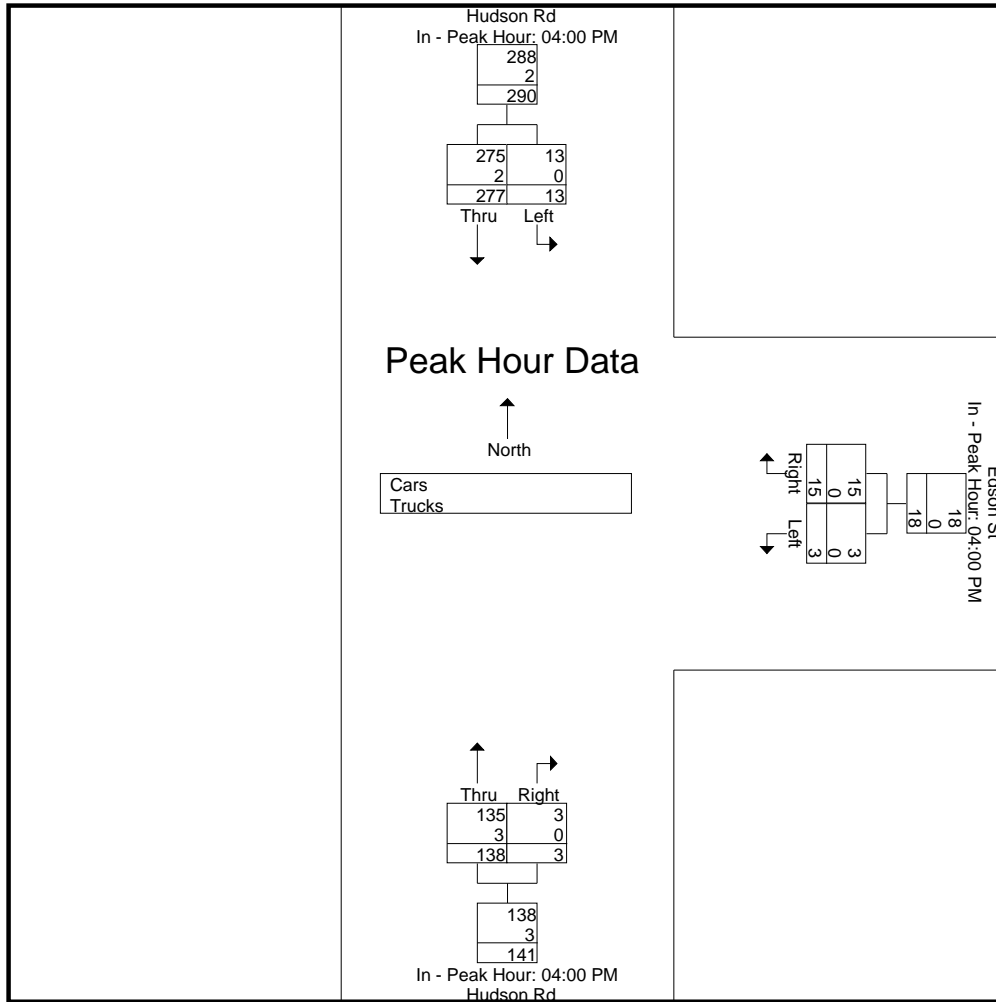 Hudson Rd
In - Peak Hour: 04:00 PM
288
2
290
275 13
2 0
277 13
Thru Left
Peak Hour Data
North
Cars
Trucks
Edson St
In - Peak Hour: 04:00 PM
18
0
18
15
0
15
Right
3
0
3
Left
Thru Right
135 3
3 0
138 3
138
3
141
In - Peak Hour: 04:00 PM
Hudson Rd